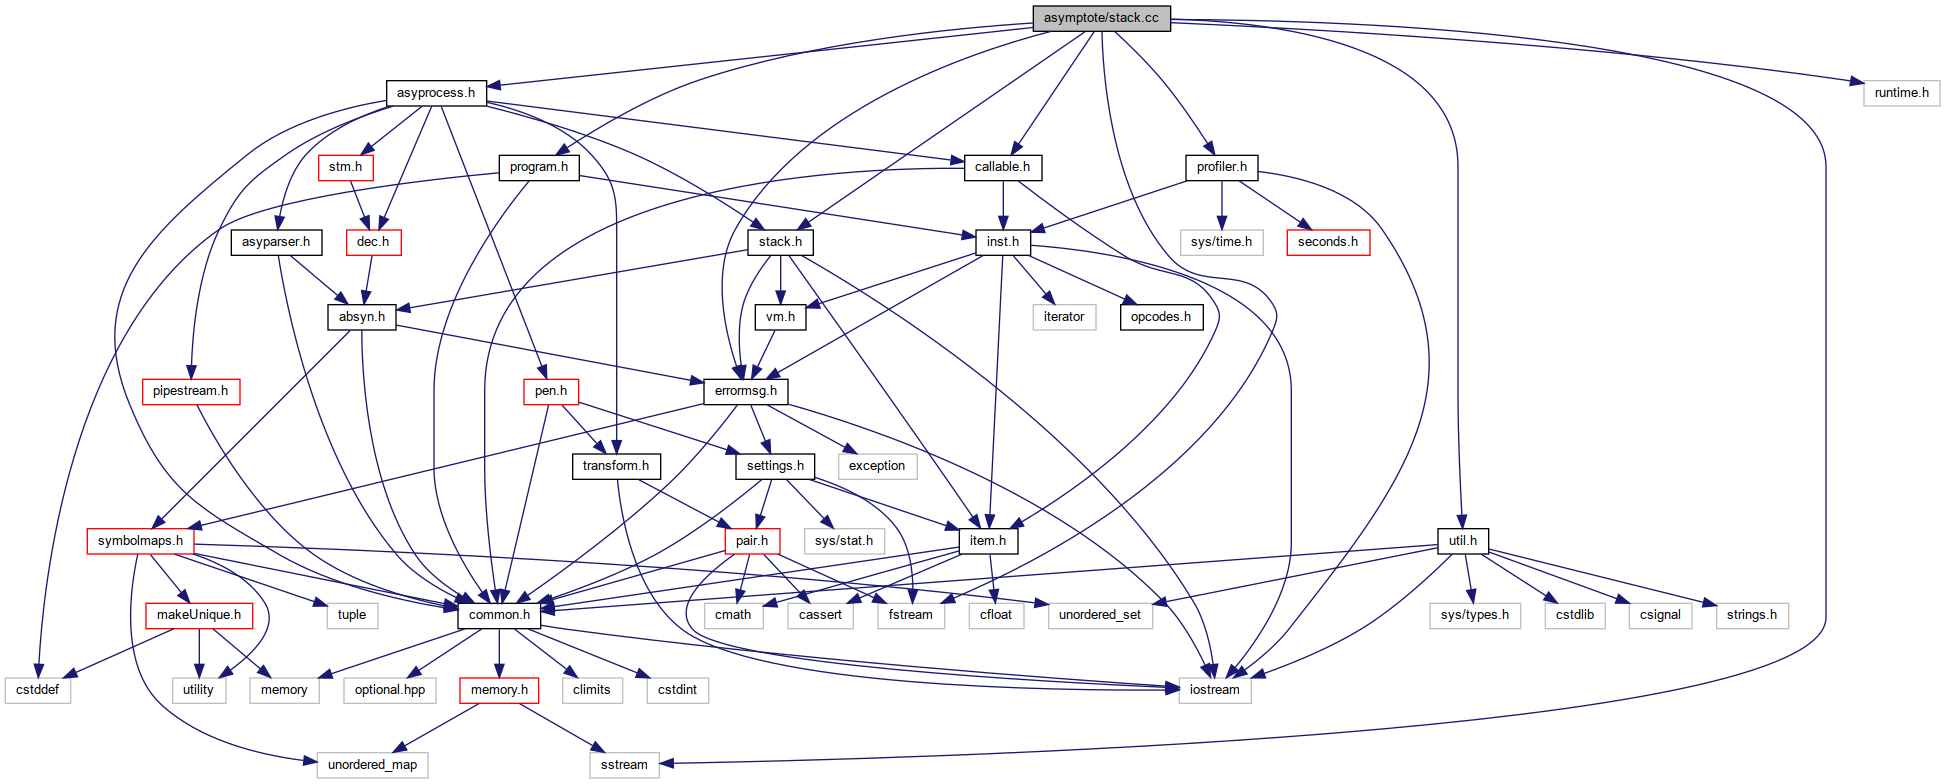 asymptote/stack.cc
asyprocess.h
runtime.h
stm.h
program.h
callable.h
profiler.h
asyparser.h
dec.h
stack.h
inst.h
sys/time.h
seconds.h
absyn.h
vm.h
iterator
opcodes.h
pipestream.h
pen.h
errormsg.h
transform.h
settings.h
exception
symbolmaps.h
pair.h
sys/stat.h
item.h
util.h
makeUnique.h
tuple
common.h
cmath
cassert
fstream
cfloat
unordered_set
sys/types.h
cstdlib
csignal
strings.h
cstddef
utility
memory
optional.hpp
memory.h
climits
cstdint
iostream
unordered_map
sstream